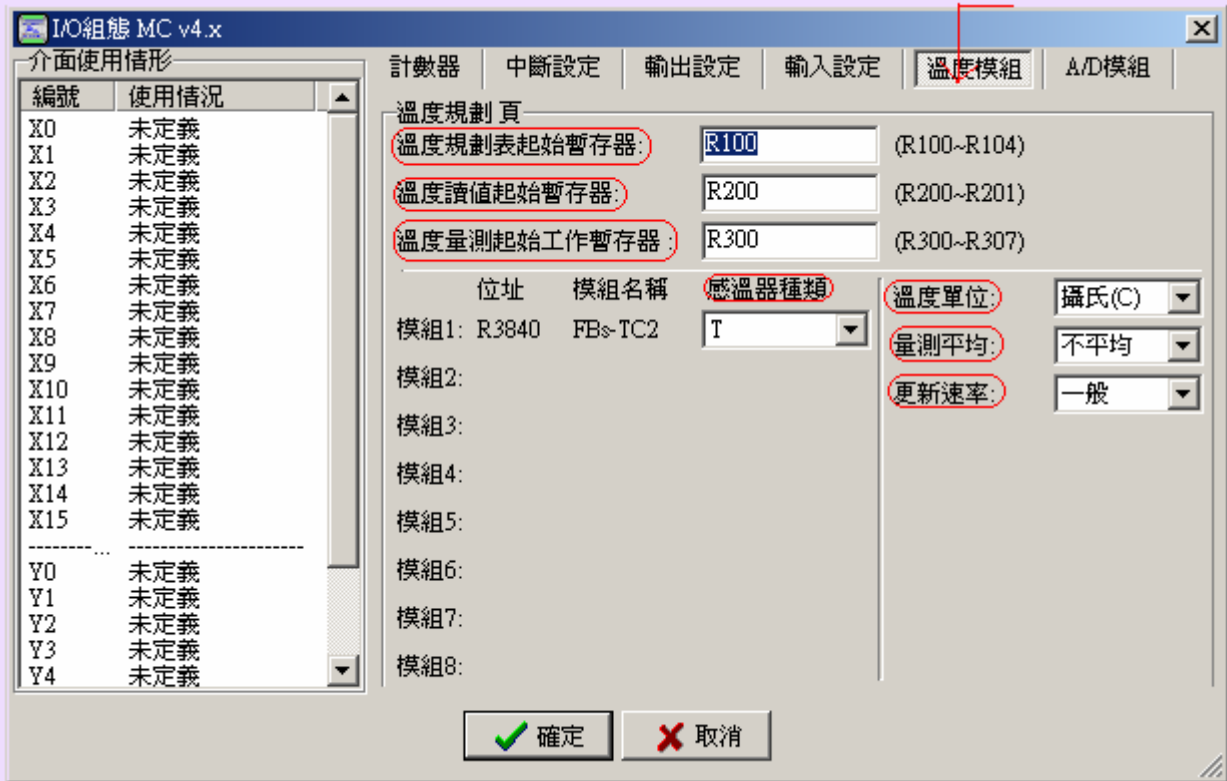 I/O組態 MC v4.x
介面使用情形
編號 使用情況
X0 未定義
X1 未定義
X2 未定義
X3 未定義
X4 未定義
X5 未定義
X6 未定義
X7 未定義
X8 未定義
X9 未定義
X10 未定義
X11 未定義
X12 未定義
X13 未定義
X14 未定義
X15 未定義
--------... ----------------------
Y0 未定義
Y1 未定義
Y2 未定義
Y3 未定義
Y4 未定義
計數器 中斷設定 輸出設定 輸入設定 溫度模組 A/D模組
溫度規劃 頁
溫度規劃表起始暫存器: R100 (R100~R104)
溫度讀值起始暫存器: R200 (R200~R201)
溫度量測起始工作暫存器 : R300 (R300~R307)
位址 模組名稱 感溫器種類
模組1: R3840 FBs-TC2 T
模組2:
模組3:
模組4:
模組5:
模組6:
模組7:
模組8:
溫度單位: 攝氏(C)
量測平均: 不平均
更新速率: 一般
確定 取消